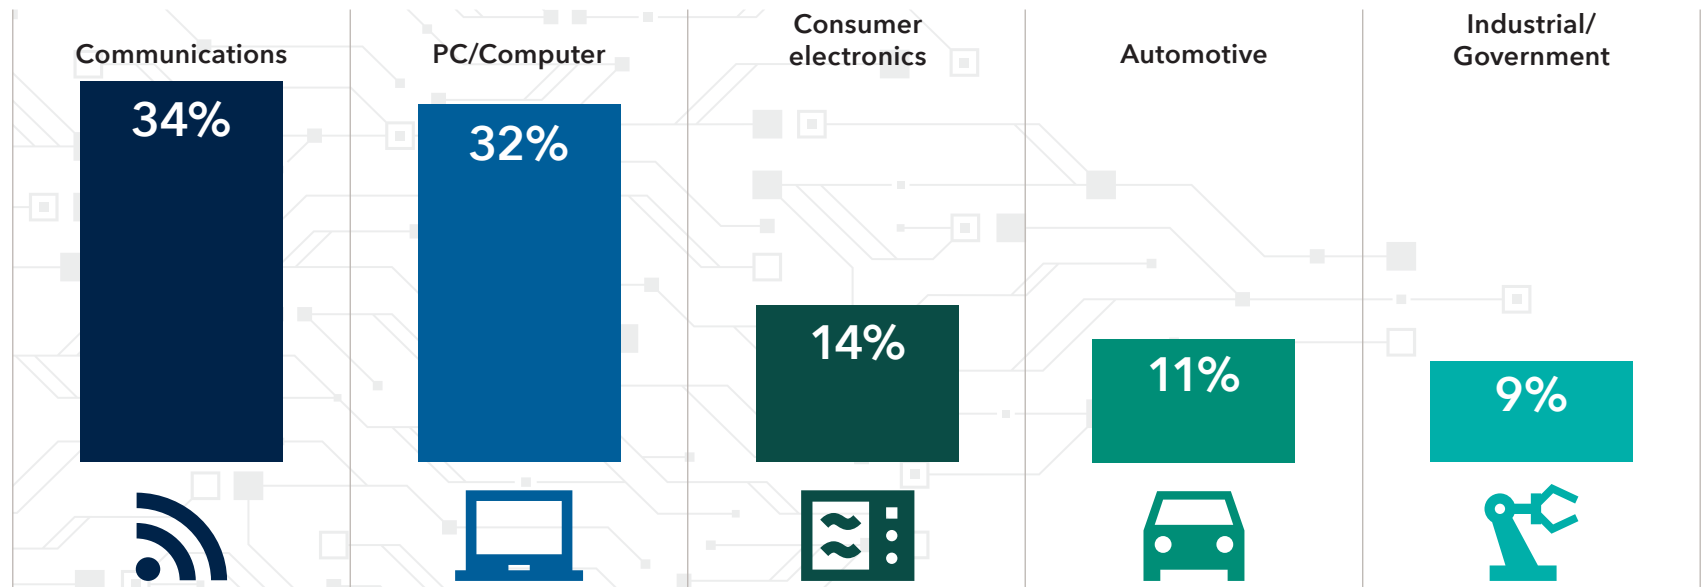 Communications
34%
PC/Computer
32%
Consumer
electronics
14%
Automotive
11%
Industrial/
Government
9%